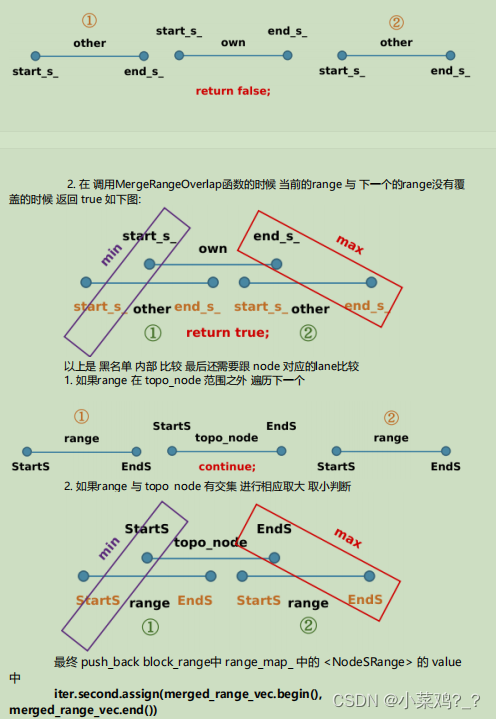 ① ②
other start_s_ own end_s_ other
start_s_ end_s_ start_s_ end_s_
return false;
2. 在 调用MergeRangeOverlap函数的时候 当前的range 与 下一个的range没有覆
盖的时候 返回 true 如下图:
min start_s_ own end_s_ max
start_s_ other end_s_ start_s_ other end_s_
① return true; ②
以上是 黑名单 内部 比较 最后还需要跟 node 对应的lane比较
1. 如果range 在 topo_node 范围之外 遍历下一个
① ②
range StartS topo_node EndS range
StartS EndS continue; StartS EndS
2. 如果range 与 topo node 有交集 进行相应取大 取小判断
min StartS topo_node EndS max
StartS range EndS StartS range EndS
① ②
最终 push_back block_range中 range_map_ 中的 <NodeSRange> 的 value
中
iter.second.assign(merged_range_vec.begin(),
merged_range_vec.end())
CSDN @小菜鸡?_?